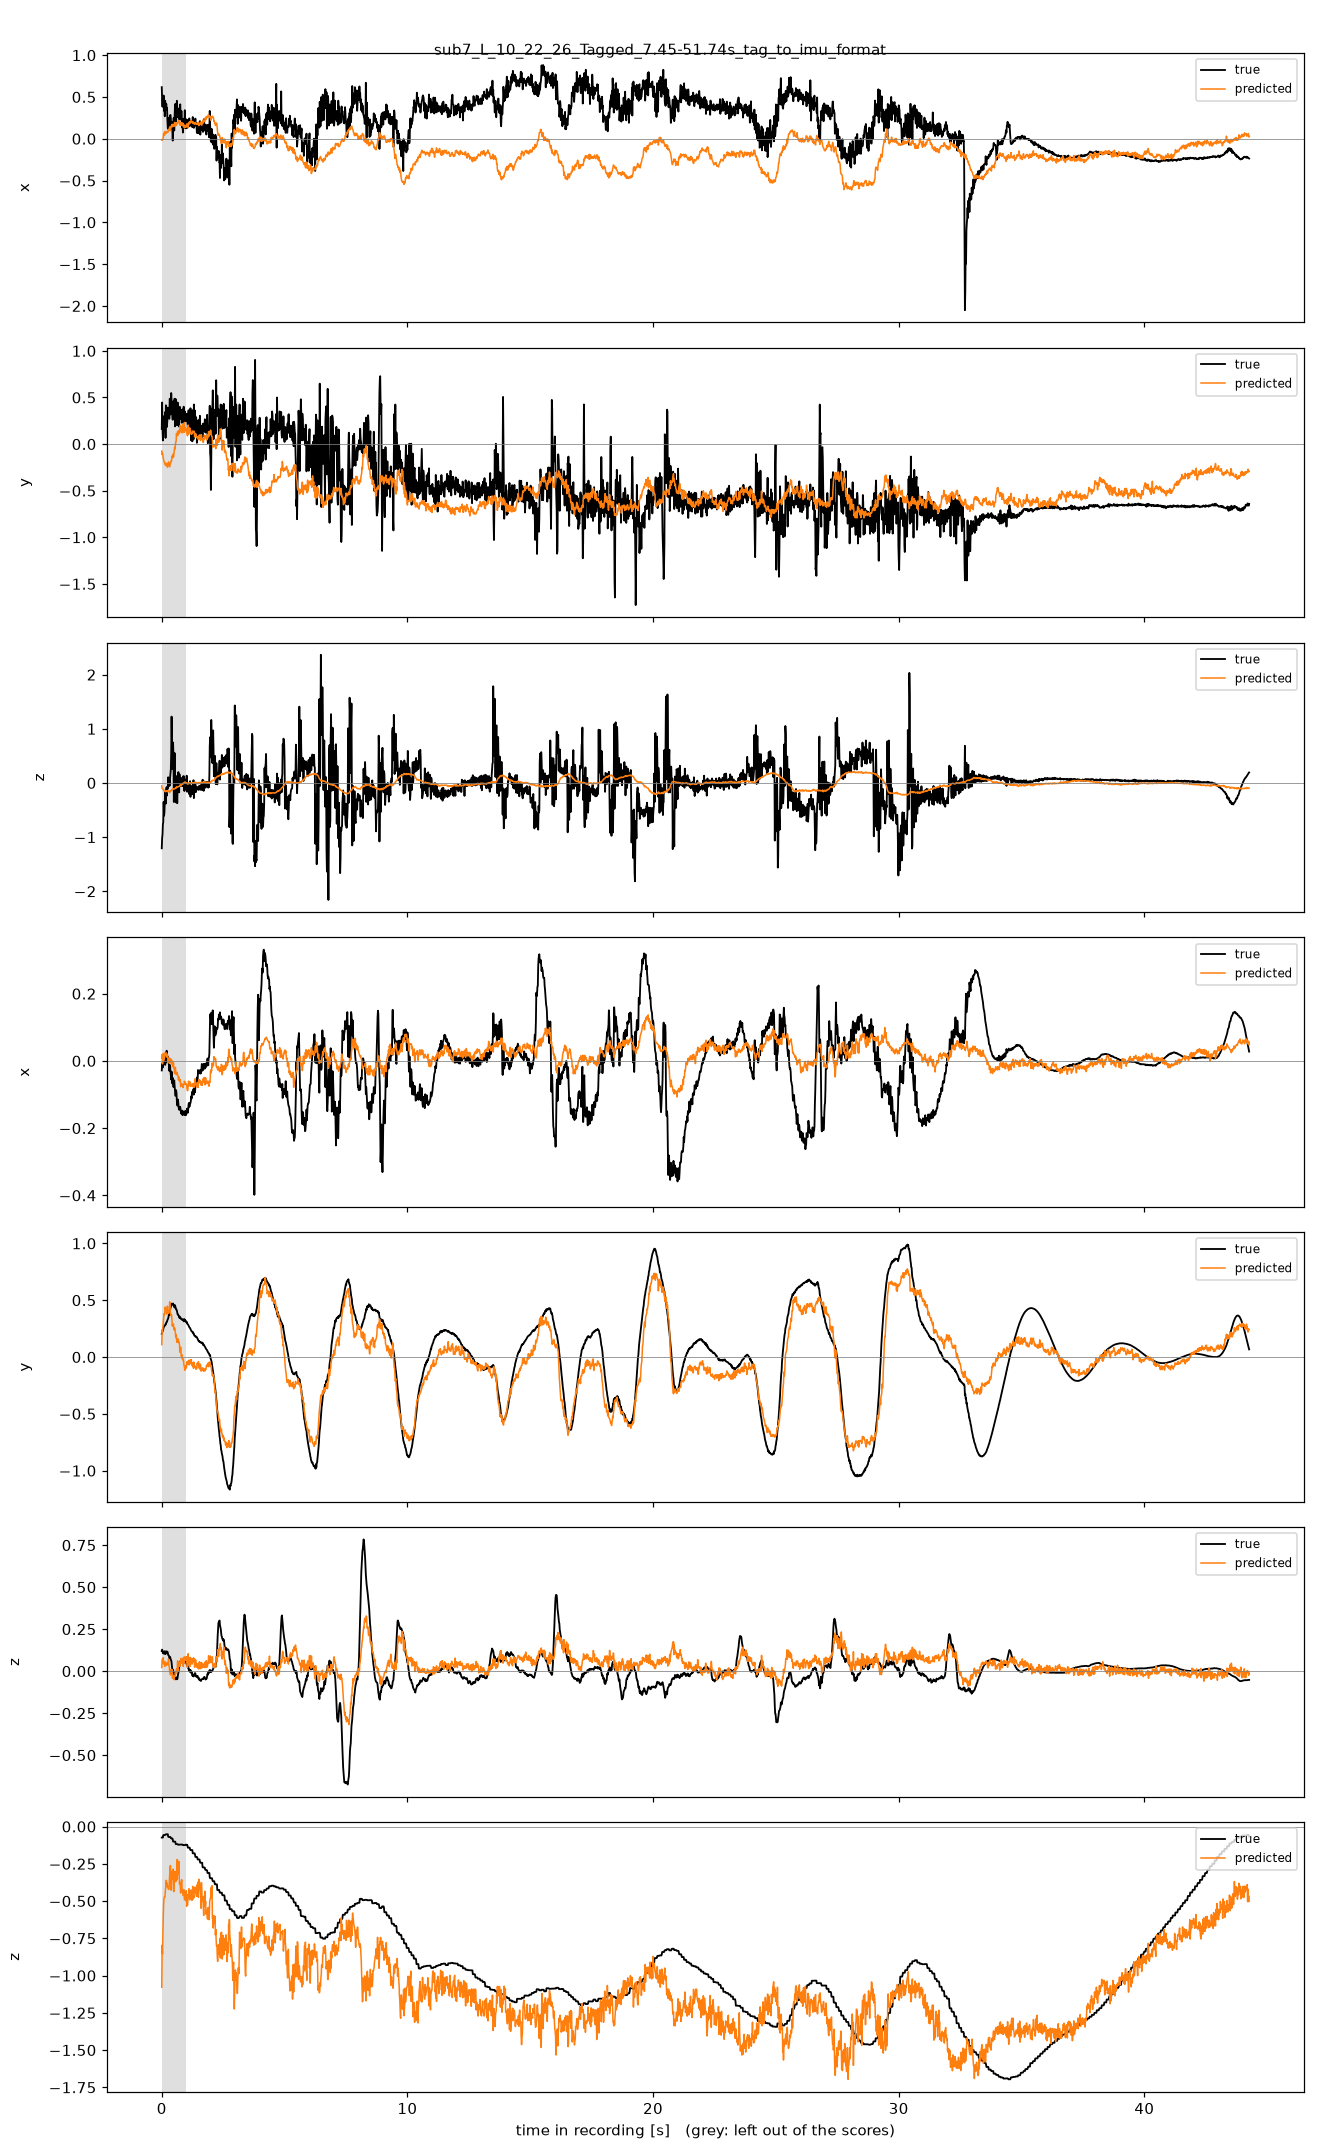 sub7_L_10_22_26_Tagged_7.45-51.74s_tag_to_imu_format
1.0
0.5
0.0
−0.5
−1.0
−1.5
−2.0
x
true
predicted
1.0
0.5
0.0
−0.5
−1.0
−1.5
y
true
predicted
2
1
0
−1
−2
z
true
predicted
0.2
0.0
−0.2
−0.4
x
true
predicted
1.0
0.5
0.0
−0.5
−1.0
y
true
predicted
0.75
0.50
0.25
0.00
−0.25
−0.50
z
true
predicted
0.00
−0.25
−0.50
−0.75
−1.00
−1.25
−1.50
−1.75
z
true
predicted
0 10 20 30 40
time in recording [s] (grey: left out of the scores)